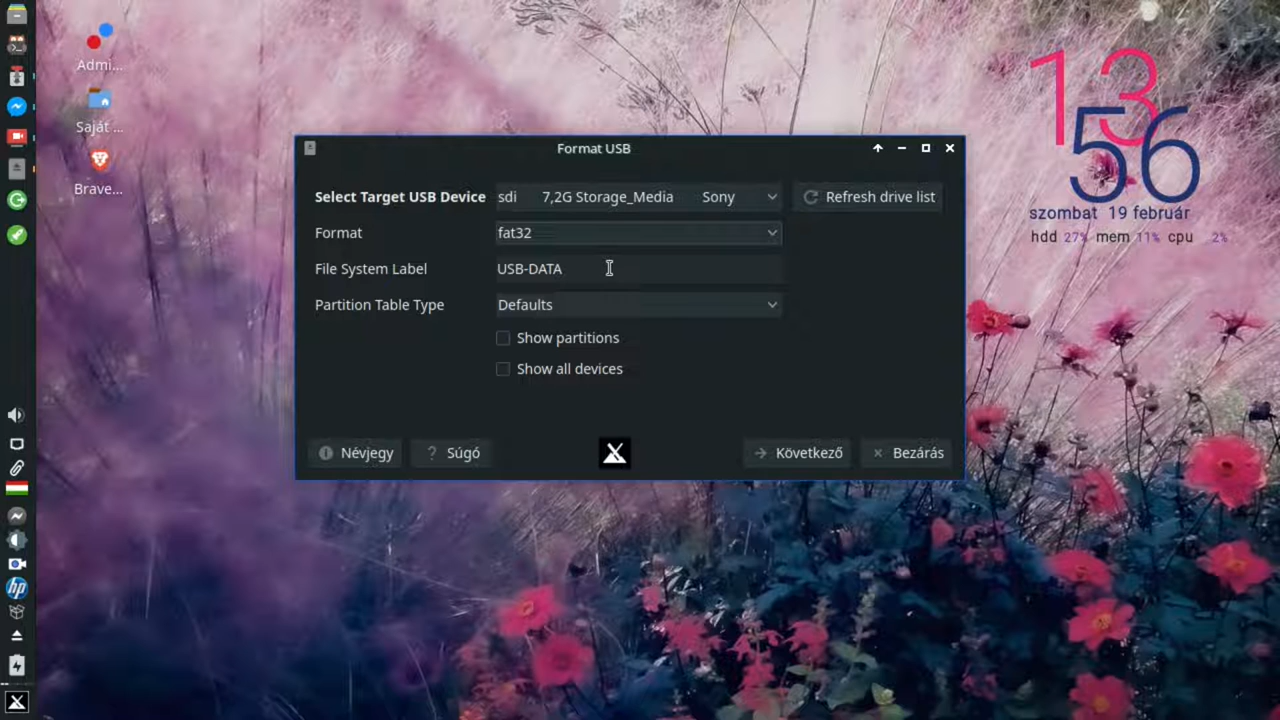 Admi...
Saját ...
Brave...
Format USB
Select Target USB Device sdi 7,2G Storage_Media Sony Refresh drive list
Format fat32
File System Label USB-DATA
Partition Table Type Defaults
Show partitions
Show all devices
Névjegy ? Súgó Következő Bezárás
13
56
szombat 19 február
hdd 27% mem 11% cpu 2%
hp